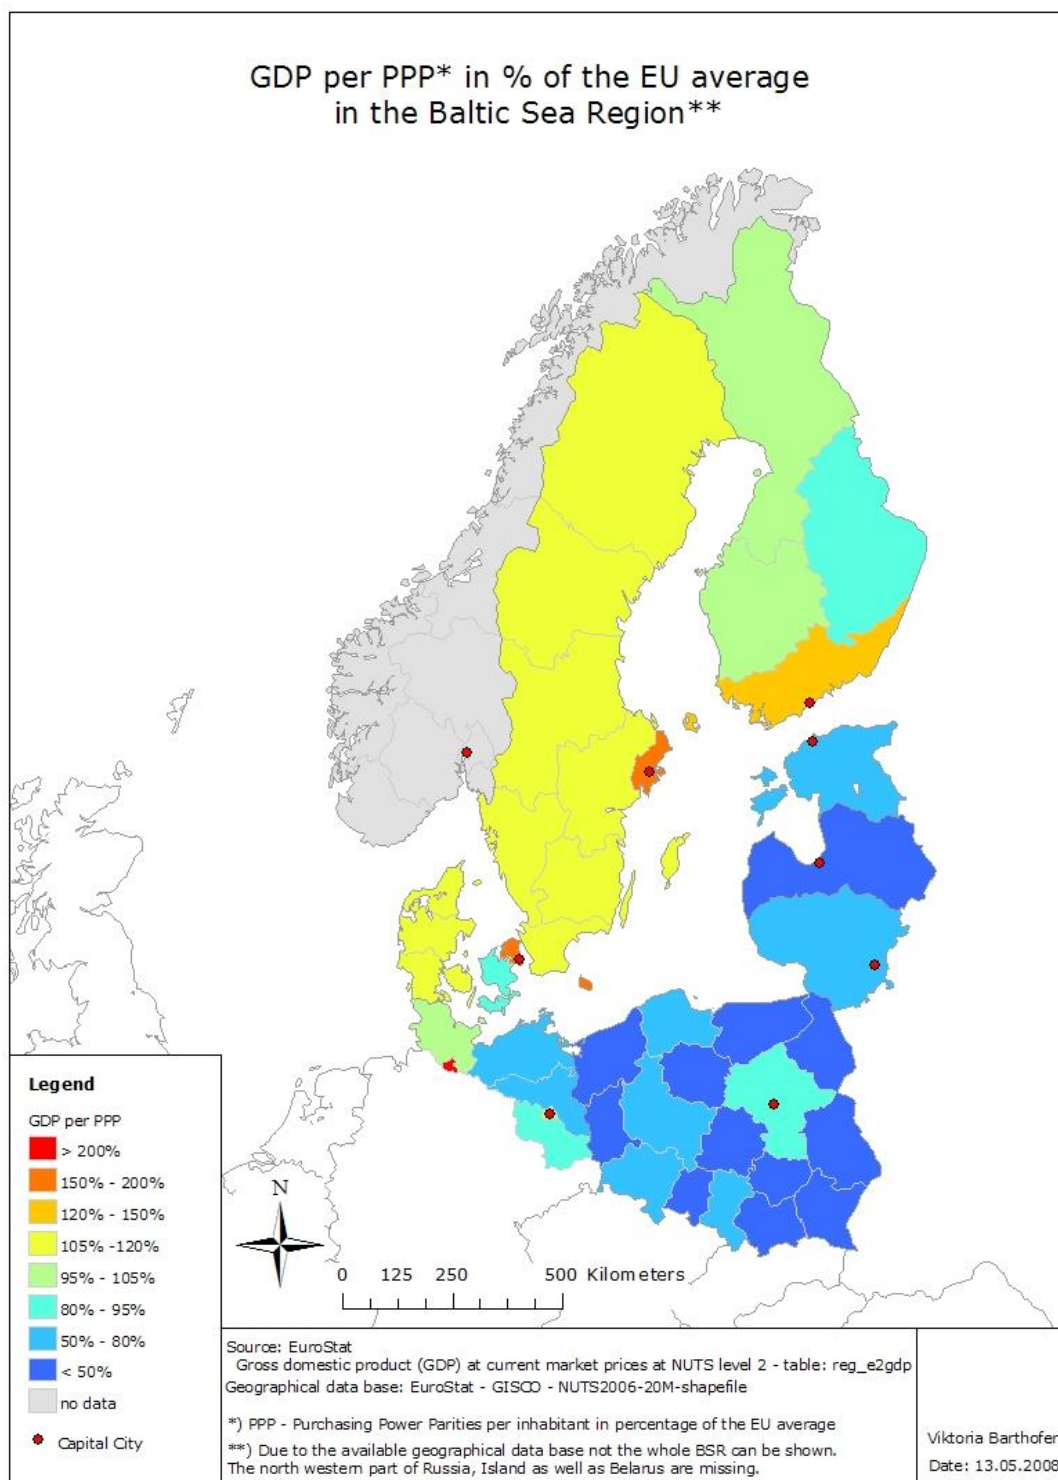 GDP per PPP* in % of the EU average
in the Baltic Sea Region**
Legend
GDP per PPP
> 200%
150% - 200%
120% - 150%
105% -120%
95% - 105%
80% - 95%
50% - 80%
< 50%
no data
Capital City
N
0 125 250 500 Kilometers
Source: EuroStat
Gross domestic product (GDP) at current market prices at NUTS level 2 - table: reg_e2gdp
Geographical data base: EuroStat - GISCO - NUTS2006-20M-shapefile
*) PPP - Purchasing Power Parities per inhabitant in percentage of the EU average
**) Due to the available geographical data base not the whole BSR can be shown.
The north western part of Russia, Island as well as Belarus are missing.
Viktoria Barthofer
Date: 13.05.2008